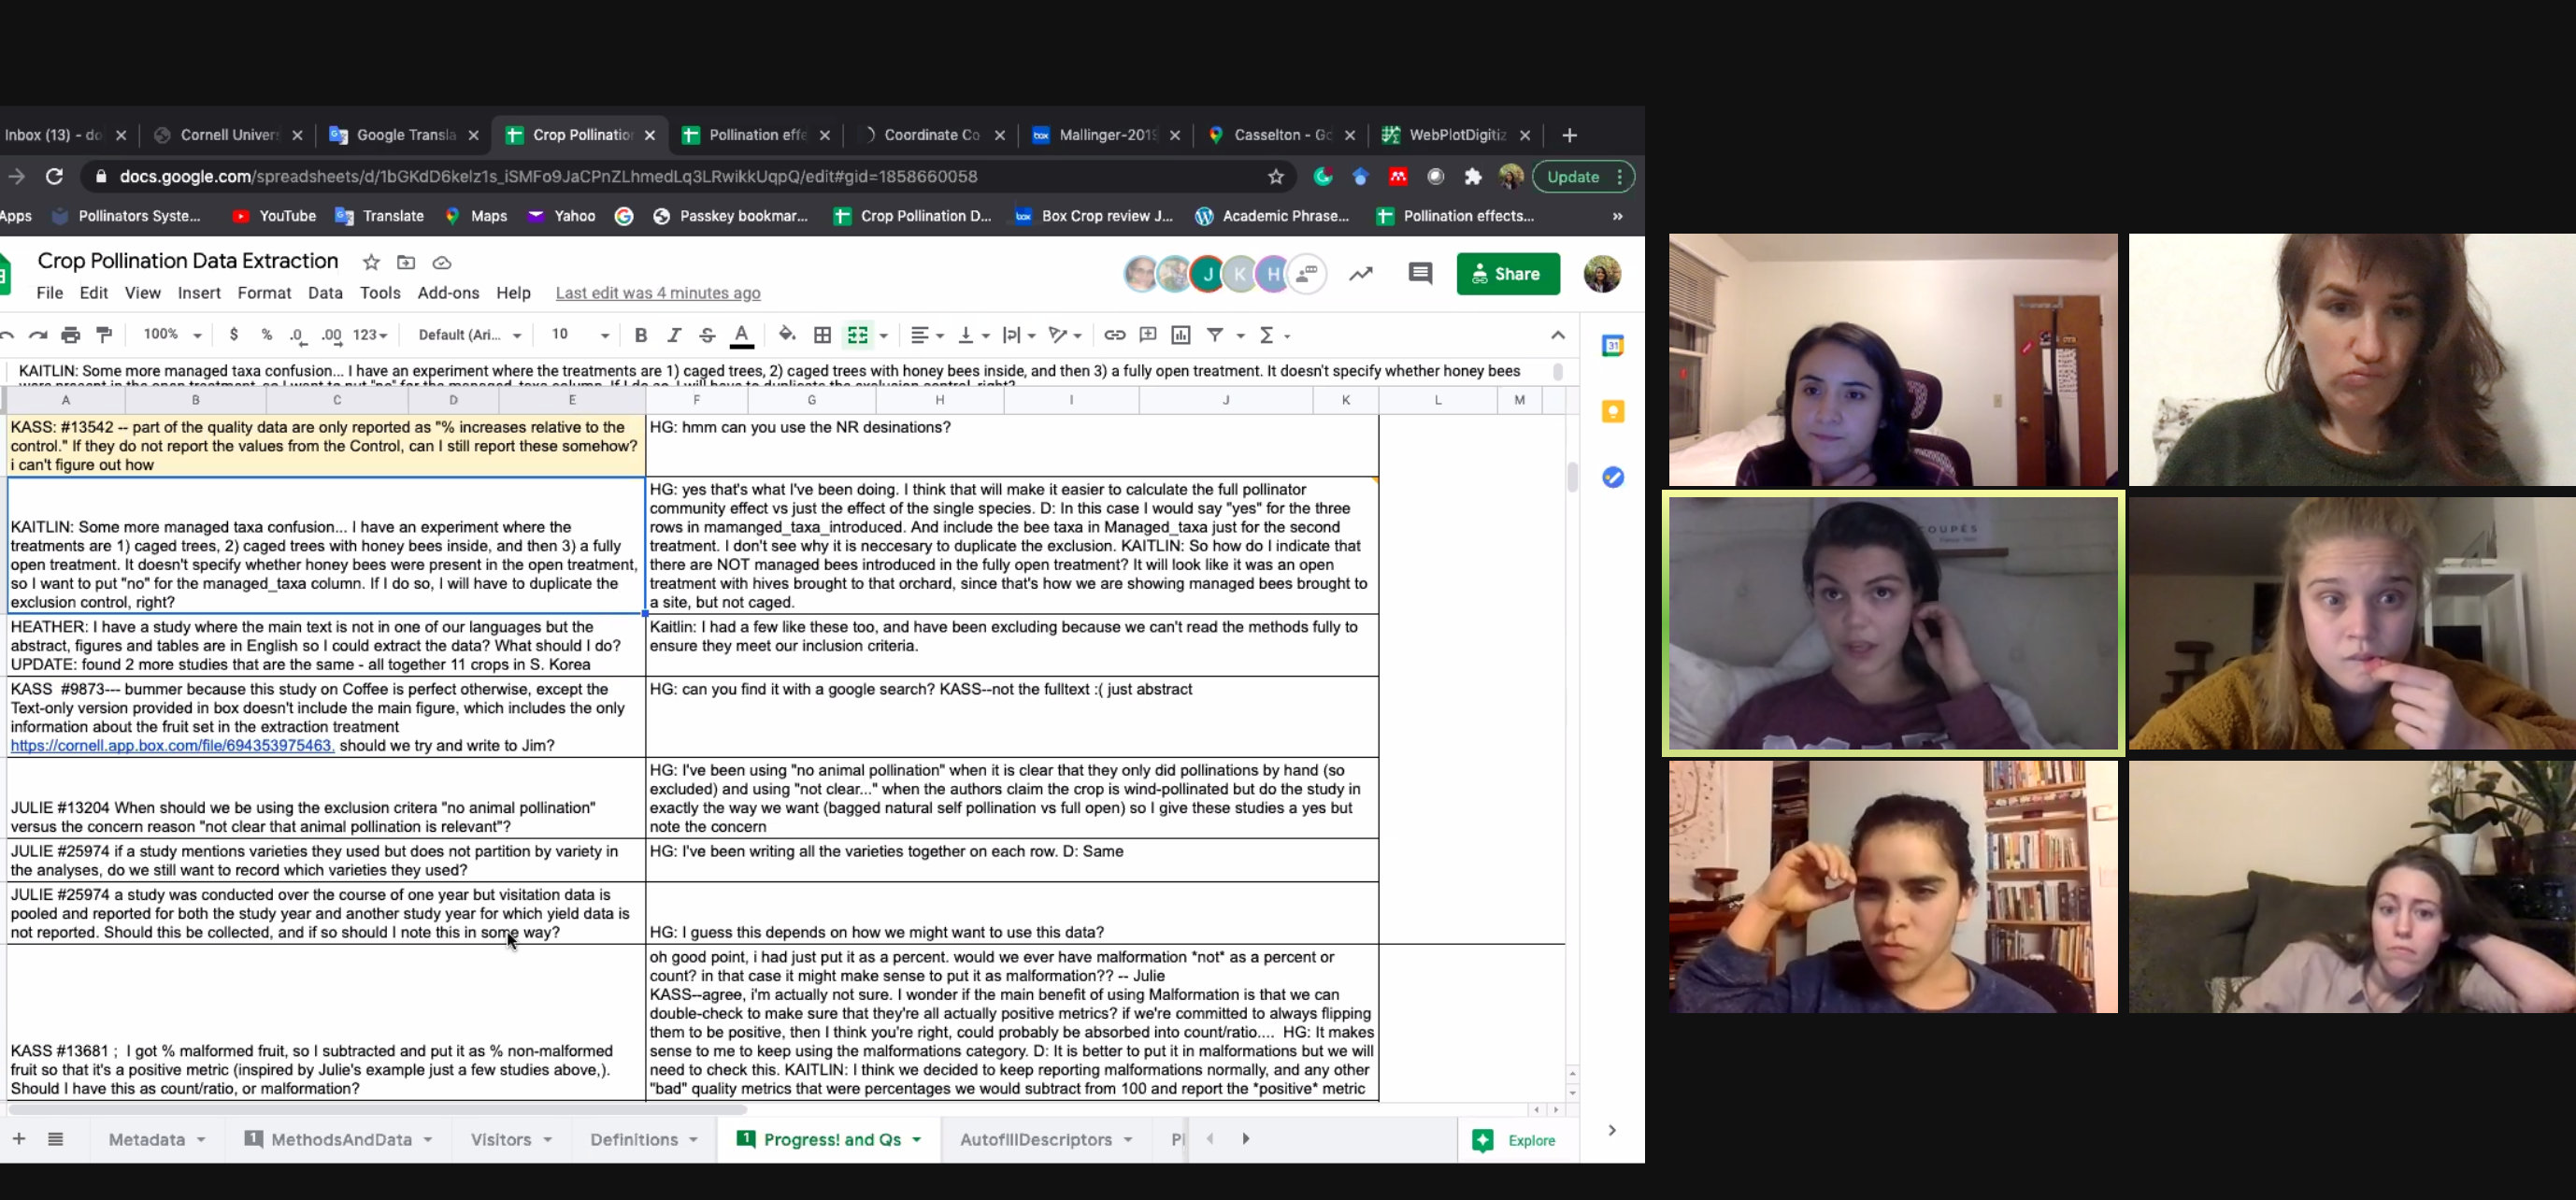 Inbox (13) - do
Cornell Univer
Google Transla
Crop Pollinatio
Pollination effe
Coordinate Co
Mallinger-2019
Casselton - Go
WebPlotDigitiz
docs.google.com/spreadsheets/d/1bGKdD6kelz1s_iSMFo9JaCPnZLhmedLq3LRwikkUqpQ/edit#gid=1858660058
Update
Apps
Pollinators Syste...
YouTube
Translate
Maps
Yahoo
Passkey bookmar...
Crop Pollination D...
Box Crop review J...
Academic Phrase...
Pollination effects...
»
Crop Pollination Data Extraction
J K H
Share
File Edit View Insert Format Data Tools Add-ons Help Last edit was 4 minutes ago
100% $ % .0 .00 123 Default (Ari... 10 B I S A
31
KAITLIN: Some more managed taxa confusion... I have an experiment where the treatments are 1) caged trees, 2) caged trees with honey bees inside, and then 3) a fully open treatment. It doesn't specify whether honey bees
were present in the open treatment, so I want to put "no" for the managed_taxa column. If I do so, I will have to duplicate the exclusion control, right?
A B C D E F G H I J K L M
KASS: #13542 -- part of the quality data are only reported as "% increases relative to the
control." If they do not report the values from the Control, can I still report these somehow?
i can't figure out how
HG: hmm can you use the NR desinations?
KAITLIN: Some more managed taxa confusion... I have an experiment where the
treatments are 1) caged trees, 2) caged trees with honey bees inside, and then 3) a fully
open treatment. It doesn't specify whether honey bees were present in the open treatment,
so I want to put "no" for the managed_taxa column. If I do so, I will have to duplicate the
exclusion control, right?
HG: yes that's what I've been doing. I think that will make it easier to calculate the full pollinator
community effect vs just the effect of the single species. D: In this case I would say "yes" for the three
rows in mamanged_taxa_introduced. And include the bee taxa in Managed_taxa just for the second
treatment. I don't see why it is neccesary to duplicate the exclusion. KAITLIN: So how do I indicate that
there are NOT managed bees introduced in the fully open treatment? It will look like it was an open
treatment with hives brought to that orchard, since that's how we are showing managed bees brought to
a site, but not caged.
HEATHER: I have a study where the main text is not in one of our languages but the
abstract, figures and tables are in English so I could extract the data? What should I do?
UPDATE: found 2 more studies that are the same - all together 11 crops in S. Korea
Kaitlin: I had a few like these too, and have been excluding because we can't read the methods fully to
ensure they meet our inclusion criteria.
KASS #9873--- bummer because this study on Coffee is perfect otherwise, except the
Text-only version provided in box doesn't include the main figure, which includes the only
information about the fruit set in the extraction treatment
https://cornell.app.box.com/file/694353975463. should we try and write to Jim?
HG: can you find it with a google search? KASS--not the fulltext :( just abstract
JULIE #13204 When should we be using the exclusion critera "no animal pollination"
versus the concern reason "not clear that animal pollination is relevant"?
HG: I've been using "no animal pollination" when it is clear that they only did pollinations by hand (so
excluded) and using "not clear..." when the authors claim the crop is wind-pollinated but do the study in
exactly the way we want (bagged natural self pollination vs full open) so I give these studies a yes but
note the concern
JULIE #25974 if a study mentions varieties they used but does not partition by variety in
the analyses, do we still want to record which varieties they used?
HG: I've been writing all the varieties together on each row. D: Same
JULIE #25974 a study was conducted over the course of one year but visitation data is
pooled and reported for both the study year and another study year for which yield data is
not reported. Should this be collected, and if so should I note this in some way?
HG: I guess this depends on how we might want to use this data?
KASS #13681 ; I got % malformed fruit, so I subtracted and put it as % non-malformed
fruit so that it's a positive metric (inspired by Julie's example just a few studies above,).
Should I have this as count/ratio, or malformation?
oh good point, i had just put it as a percent. would we ever have malformation *not* as a percent or
count? in that case it might make sense to put it as malformation?? -- Julie
KASS--agree, i'm actually not sure. I wonder if the main benefit of using Malformation is that we can
double-check to make sure that they're all actually positive metrics? if we're committed to always flipping
them to be positive, then I think you're right, could probably be absorbed into count/ratio.... HG: It makes
sense to me to keep using the malformations category. D: It is better to put it in malformations but we will
need to check this. KAITLIN: I think we decided to keep reporting malformations normally, and any other
"bad" quality metrics that were percentages we would subtract from 100 and report the *positive* metric
Metadata
1 MethodsAndData
Visitors
Definitions
1 Progress! and Qs
AutofillDescriptors
Pl
Explore
COUPÉS